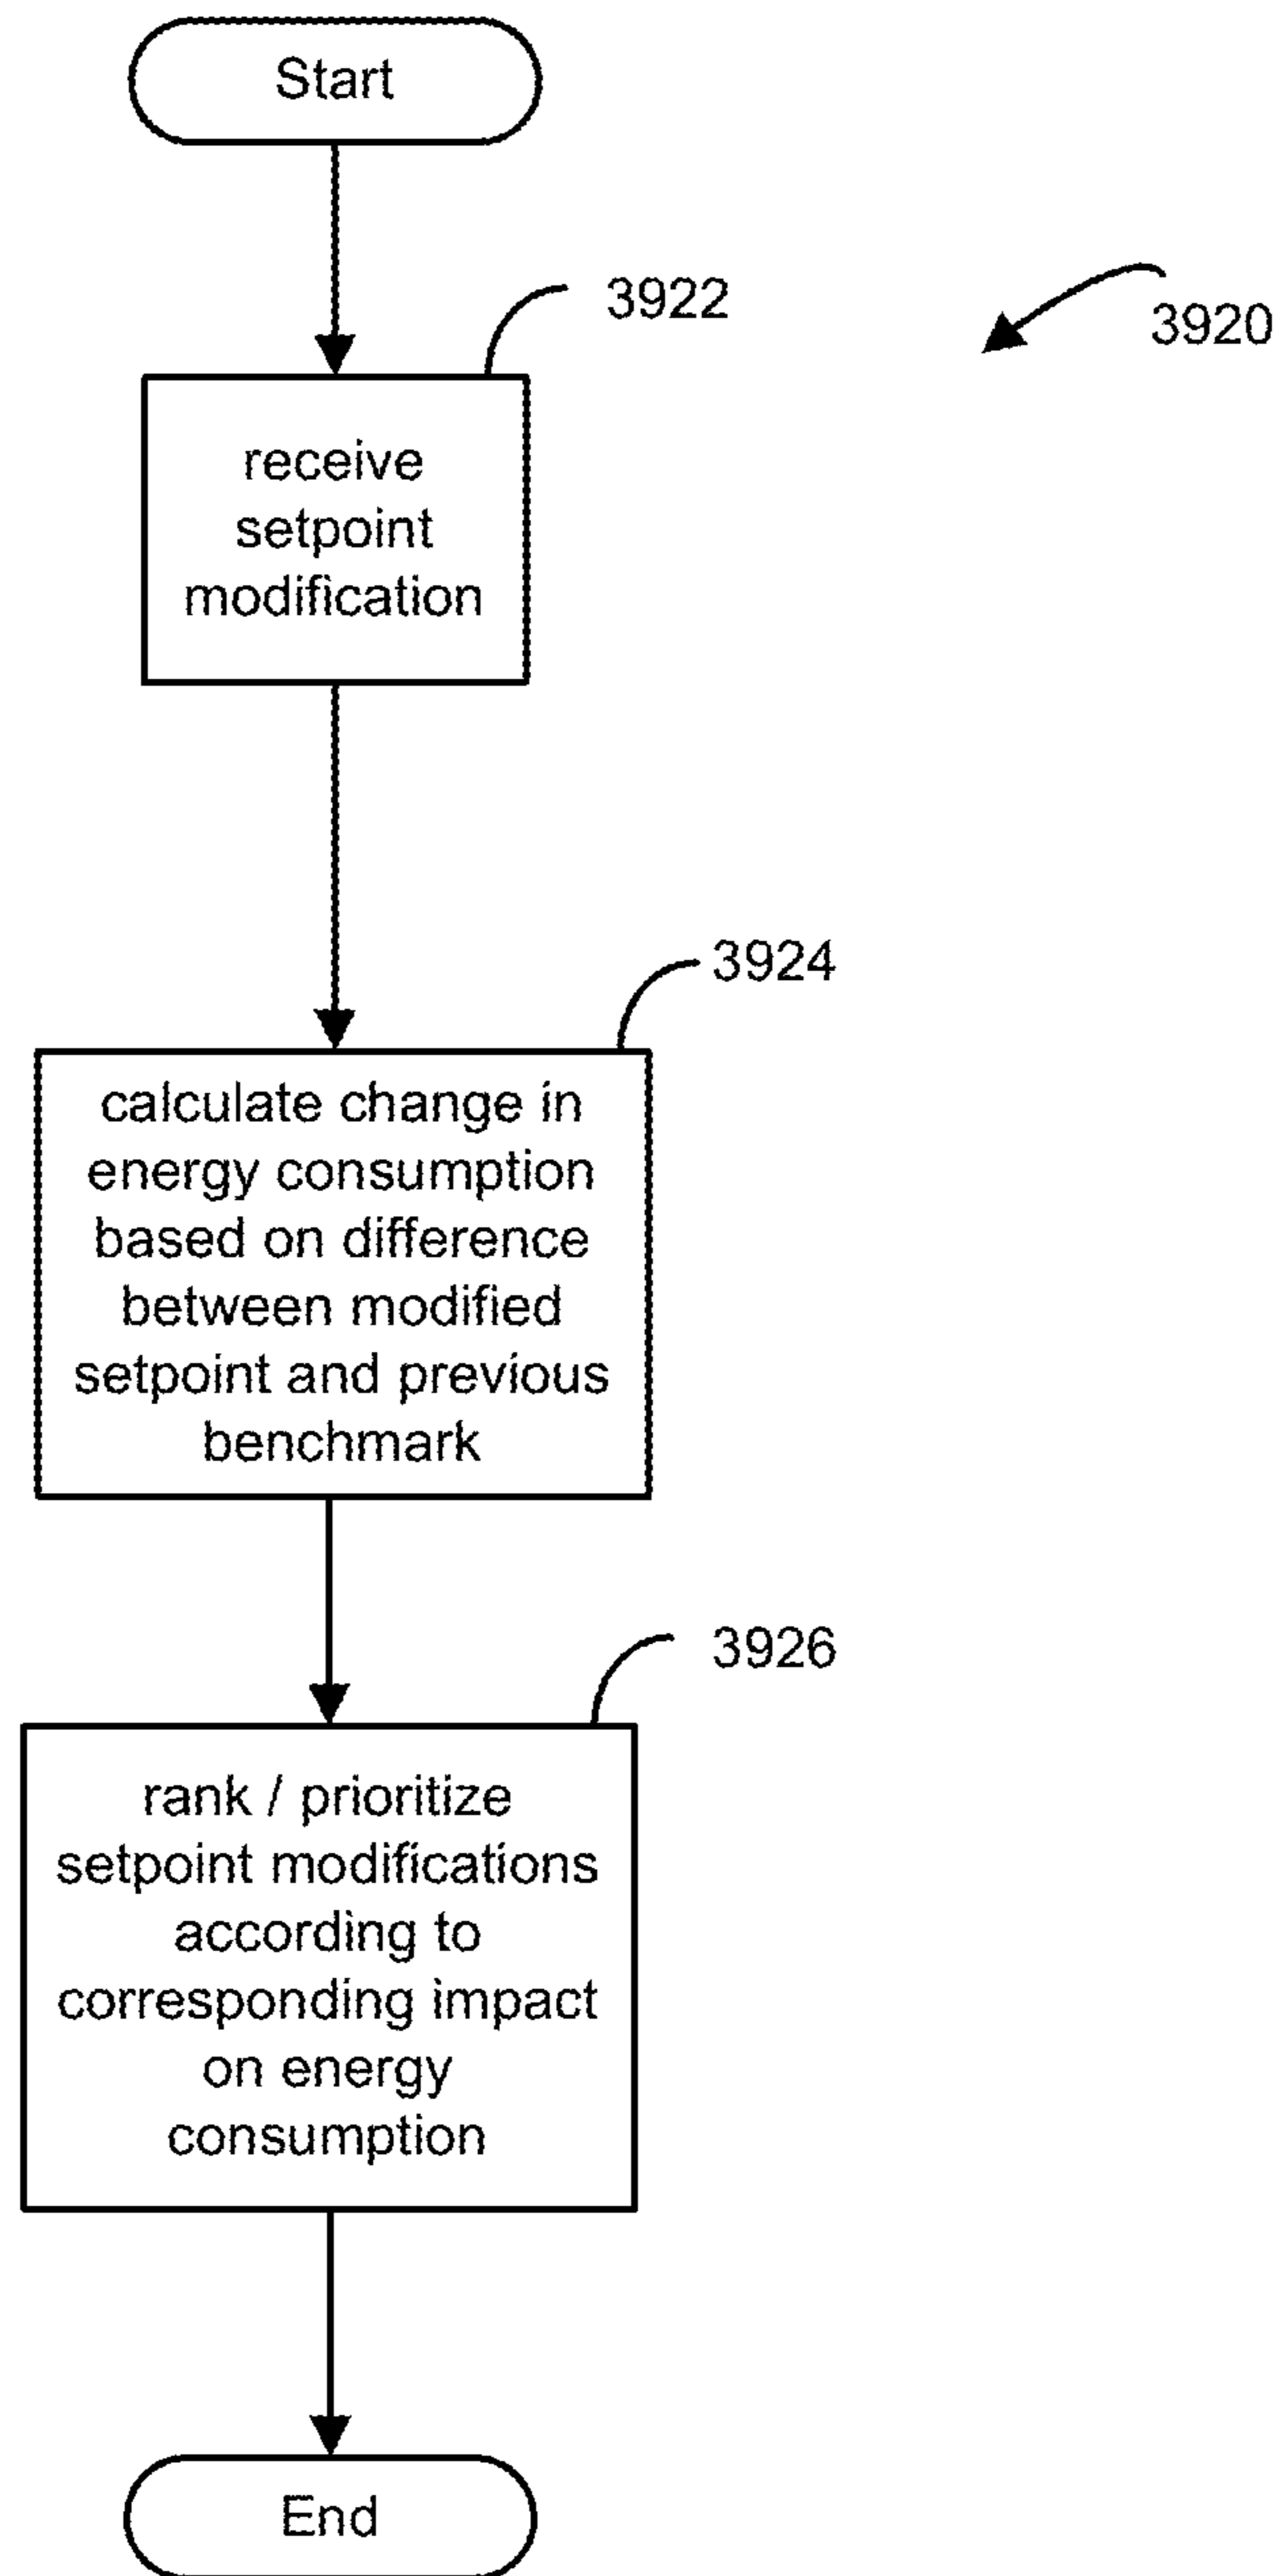 Start
3922
3920
receive
setpoint
modification
3924
calculate change in
energy consumption
based on difference
between modified
setpoint and previous
benchmark
3926
rank / prioritize
setpoint modifications
according to
corresponding impact
on energy
consumption
End